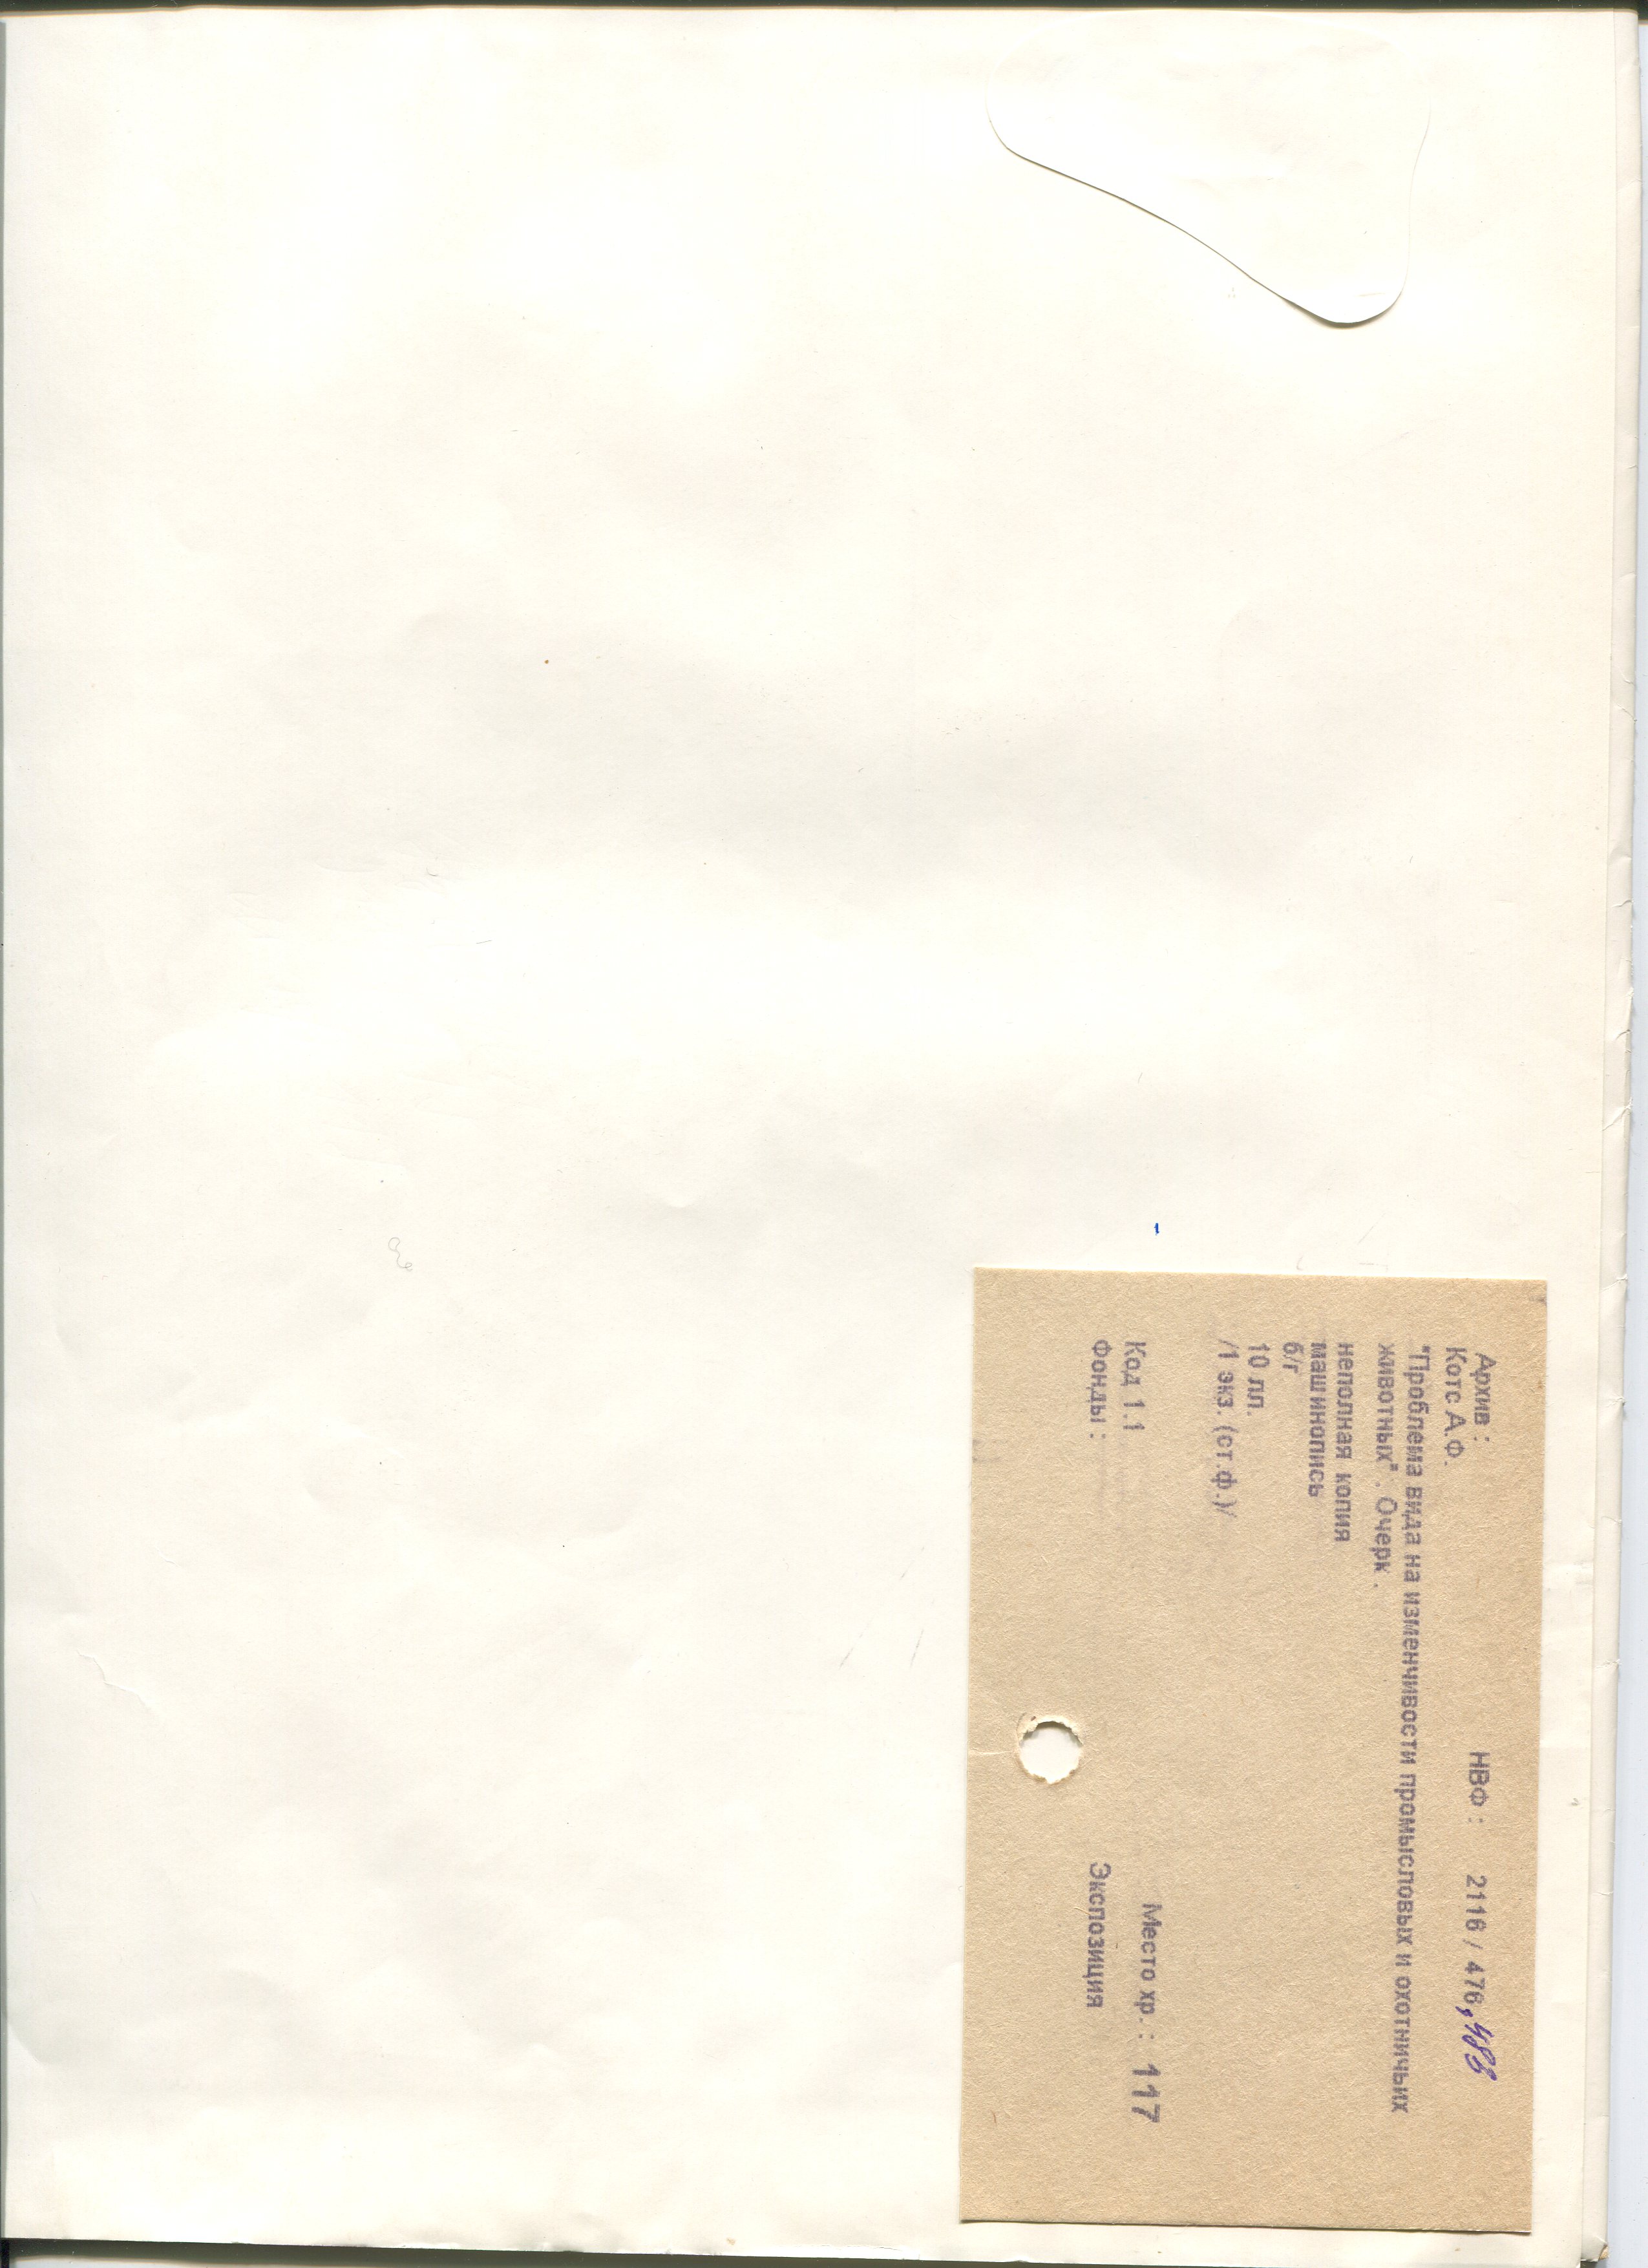 Архив : НВФ : 2116 / 476, 483
Котс А.Ф.
"Проблема вида на изменчивости промысловых и охотничьих
животных" . Очерк .
неполная копия
машинопись
б/г
10 лл.
/1 экз. (ст.ф.)/
Код 1.1 Место хр. : 117
Фонды : Экспозиция